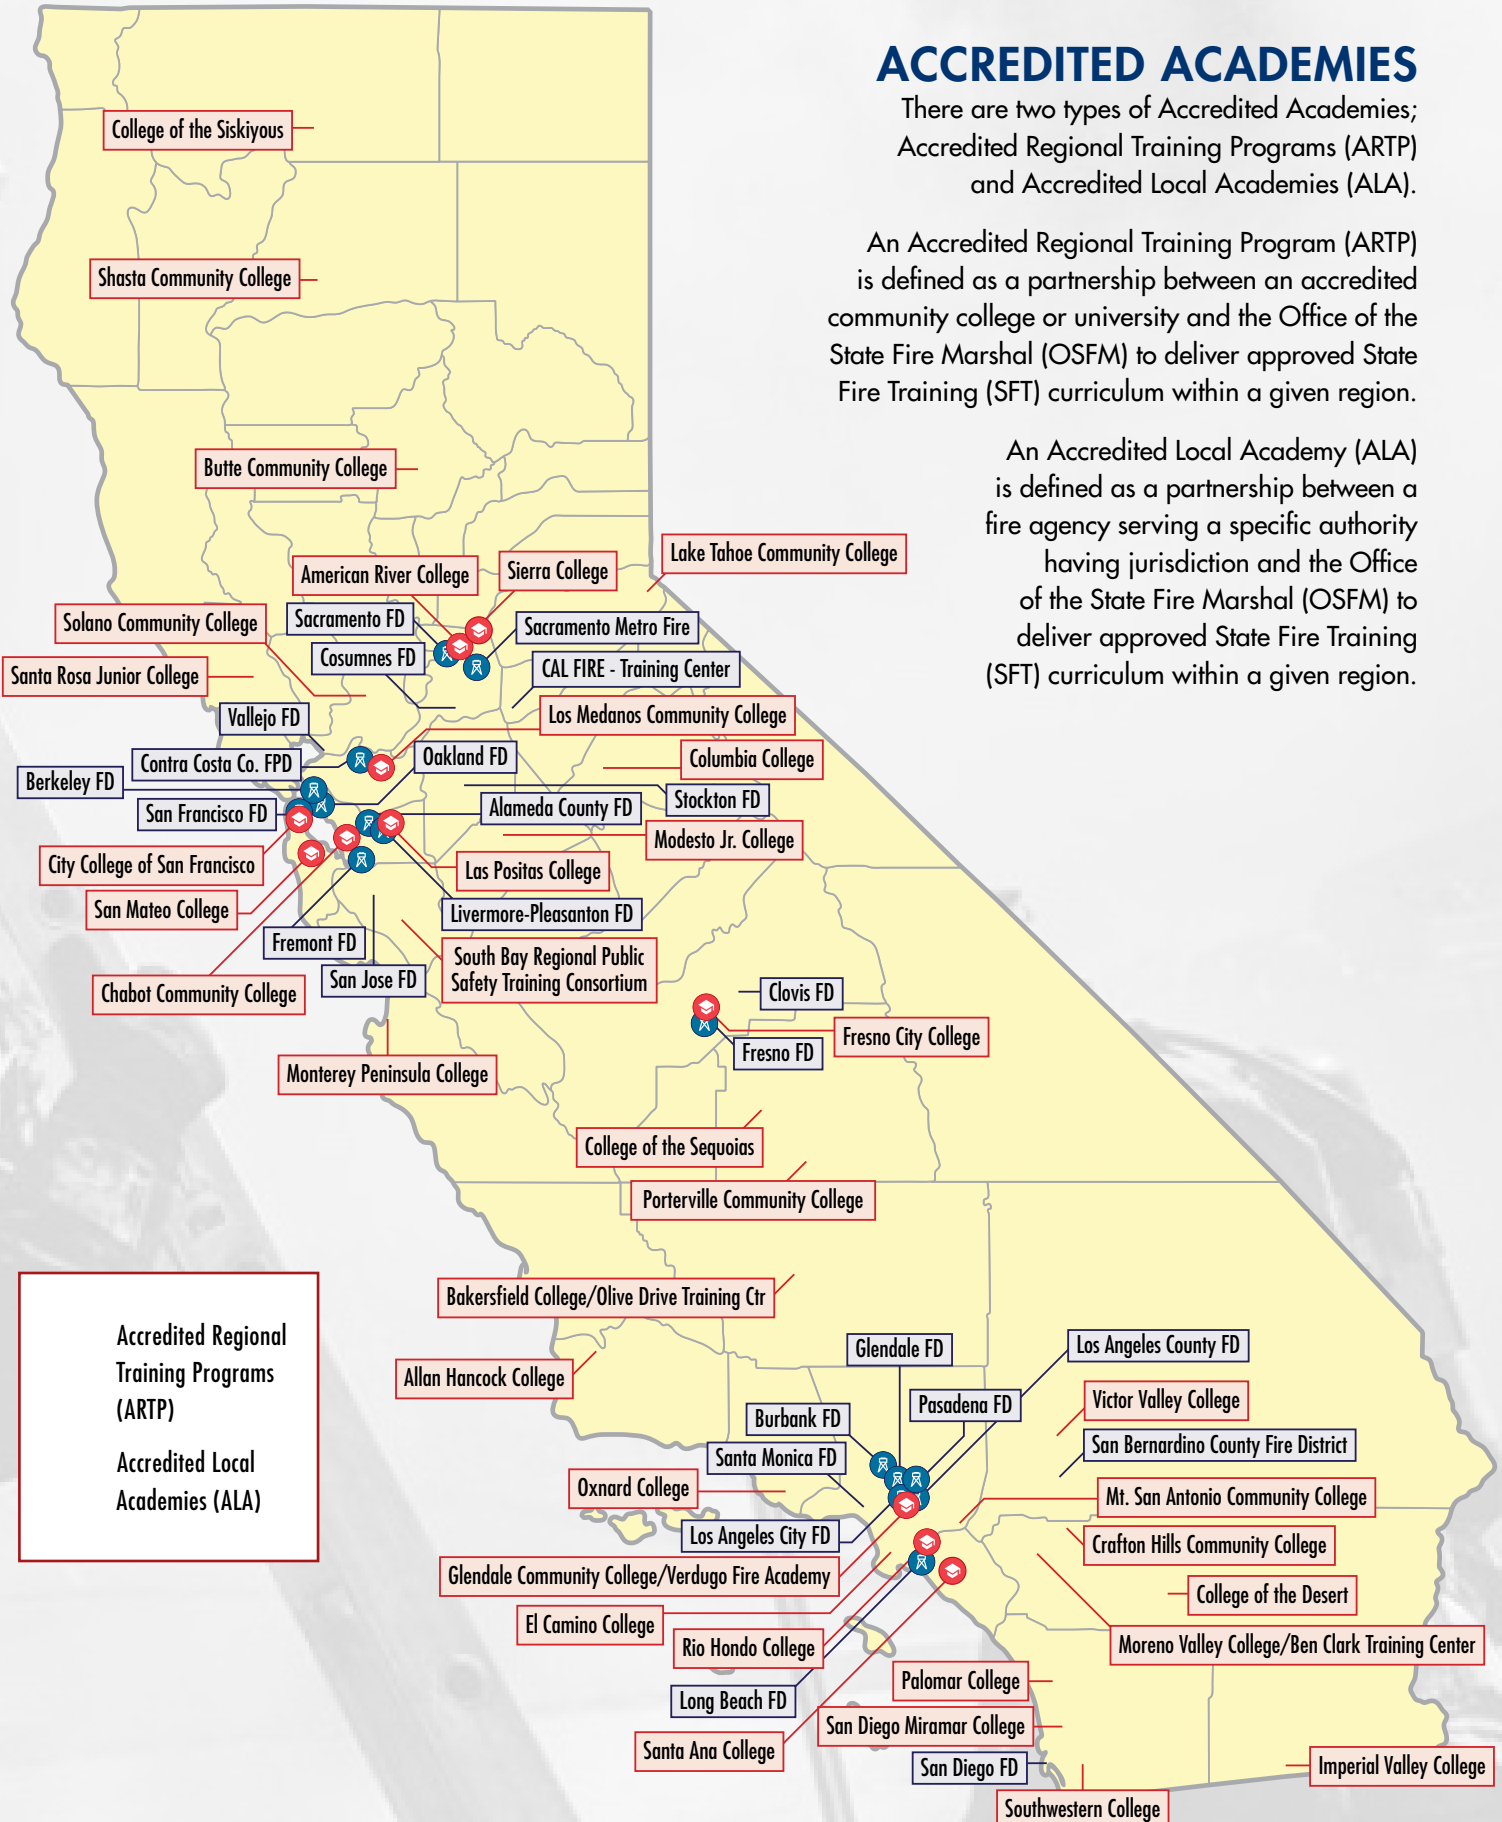 ACCREDITED ACADEMIES
There are two types of Accredited Academies;
Accredited Regional Training Programs (ARTP)
and Accredited Local Academies (ALA).
An Accredited Regional Training Program (ARTP)
is defined as a partnership between an accredited
community college or university and the Office of the
State Fire Marshal (OSFM) to deliver approved State
Fire Training (SFT) curriculum within a given region.
An Accredited Local Academy (ALA)
is defined as a partnership between a
fire agency serving a specific authority
having jurisdiction and the Office
of the State Fire Marshal (OSFM) to
deliver approved State Fire Training
(SFT) curriculum within a given region.
College of the Siskiyous
Shasta Community College
Butte Community College
Lake Tahoe Community College
American River College
Sierra College
Solano Community College
Sacramento FD
Sacramento Metro Fire
Cosumnes FD
CAL FIRE - Training Center
Santa Rosa Junior College
Vallejo FD
Los Medanos Community College
Contra Costa Co. FPD
Oakland FD
Columbia College
Berkeley FD
Stockton FD
San Francisco FD
Alameda County FD
Modesto Jr. College
City College of San Francisco
Las Positas College
San Mateo College
Livermore-Pleasanton FD
Fremont FD
South Bay Regional Public
Safety Training Consortium
San Jose FD
Chabot Community College
Clovis FD
Fresno City College
Fresno FD
Monterey Peninsula College
College of the Sequoias
Porterville Community College
Bakersfield College/Olive Drive Training Ctr
Accredited Regional
Training Programs
(ARTP)
Accredited Local
Academies (ALA)
Glendale FD
Los Angeles County FD
Allan Hancock College
Victor Valley College
Pasadena FD
Burbank FD
San Bernardino County Fire District
Santa Monica FD
Oxnard College
Mt. San Antonio Community College
Los Angeles City FD
Crafton Hills Community College
Glendale Community College/Verdugo Fire Academy
College of the Desert
El Camino College
Rio Hondo College
Moreno Valley College/Ben Clark Training Center
Palomar College
Long Beach FD
San Diego Miramar College
Santa Ana College
San Diego FD
Imperial Valley College
Southwestern College